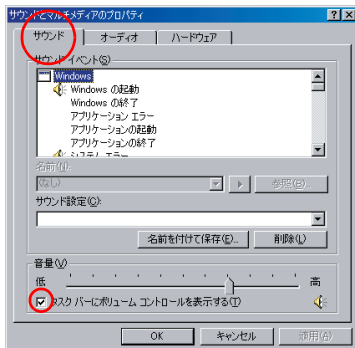 サウンドとマルチメディアのプロパティ
サウンド オーディオ ハードウェア
サウンド イベント(S)
Windows
Windows の起動
Windows の終了
アプリケーション エラー
アプリケーションの起動
アプリケーションの終了
システム エラー
名前(N):
(なし) 参照(B)...
サウンド設定(C):
名前を付けて保存(E)... 削除(L)
音量(V)
低 高
タスク バーにボリューム コントロールを表示する(T)
OK キャンセル 適用(A)